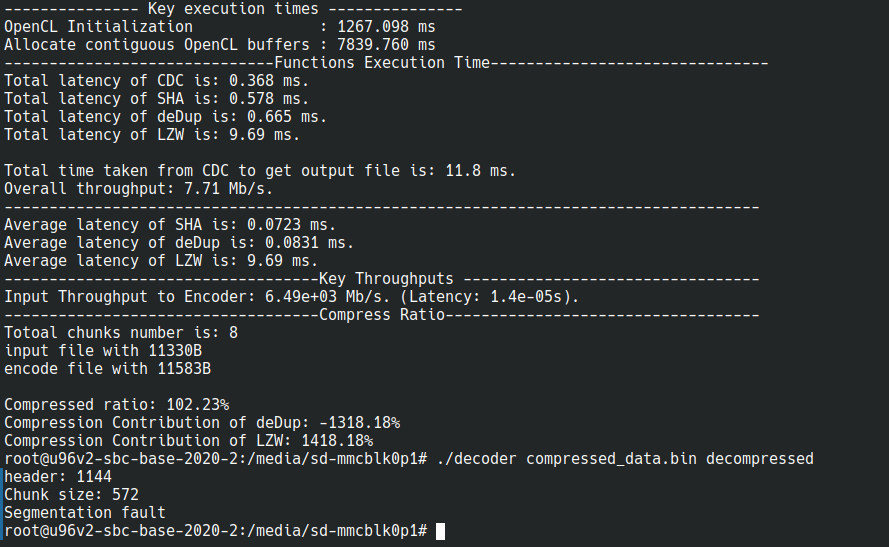 --------------- Key execution times ---------------
OpenCL Initialization              : 1267.098 ms
Allocate contiguous OpenCL buffers : 7839.760 ms
------------------------------Functions Execution Time-------------------------------
Total latency of CDC is: 0.368 ms.
Total latency of SHA is: 0.578 ms.
Total latency of deDup is: 0.665 ms.
Total latency of LZW is: 9.69 ms.

Total time taken from CDC to get output file is: 11.8 ms.
Overall throughput: 7.71 Mb/s.
------------------------------------------------------------------------------------
Average latency of SHA is: 0.0723 ms.
Average latency of deDup is: 0.0831 ms.
Average latency of LZW is: 9.69 ms.
-----------------------------------Key Throughputs ---------------------------------
Input Throughput to Encoder: 6.49e+03 Mb/s. (Latency: 1.4e-05s).
-----------------------------------Compress Ratio-----------------------------------
Totoal chunks number is: 8
input file with 11330B
encode file with 11583B

Compressed ratio: 102.23%
Compression Contribution of deDup: -1318.18%
Compression Contribution of LZW: 1418.18%
root@u96v2-sbc-base-2020-2:/media/sd-mmcblk0p1# ./decoder compressed_data.bin decompressed
header: 1144
Chunk size: 572
Segmentation fault
root@u96v2-sbc-base-2020-2:/media/sd-mmcblk0p1#